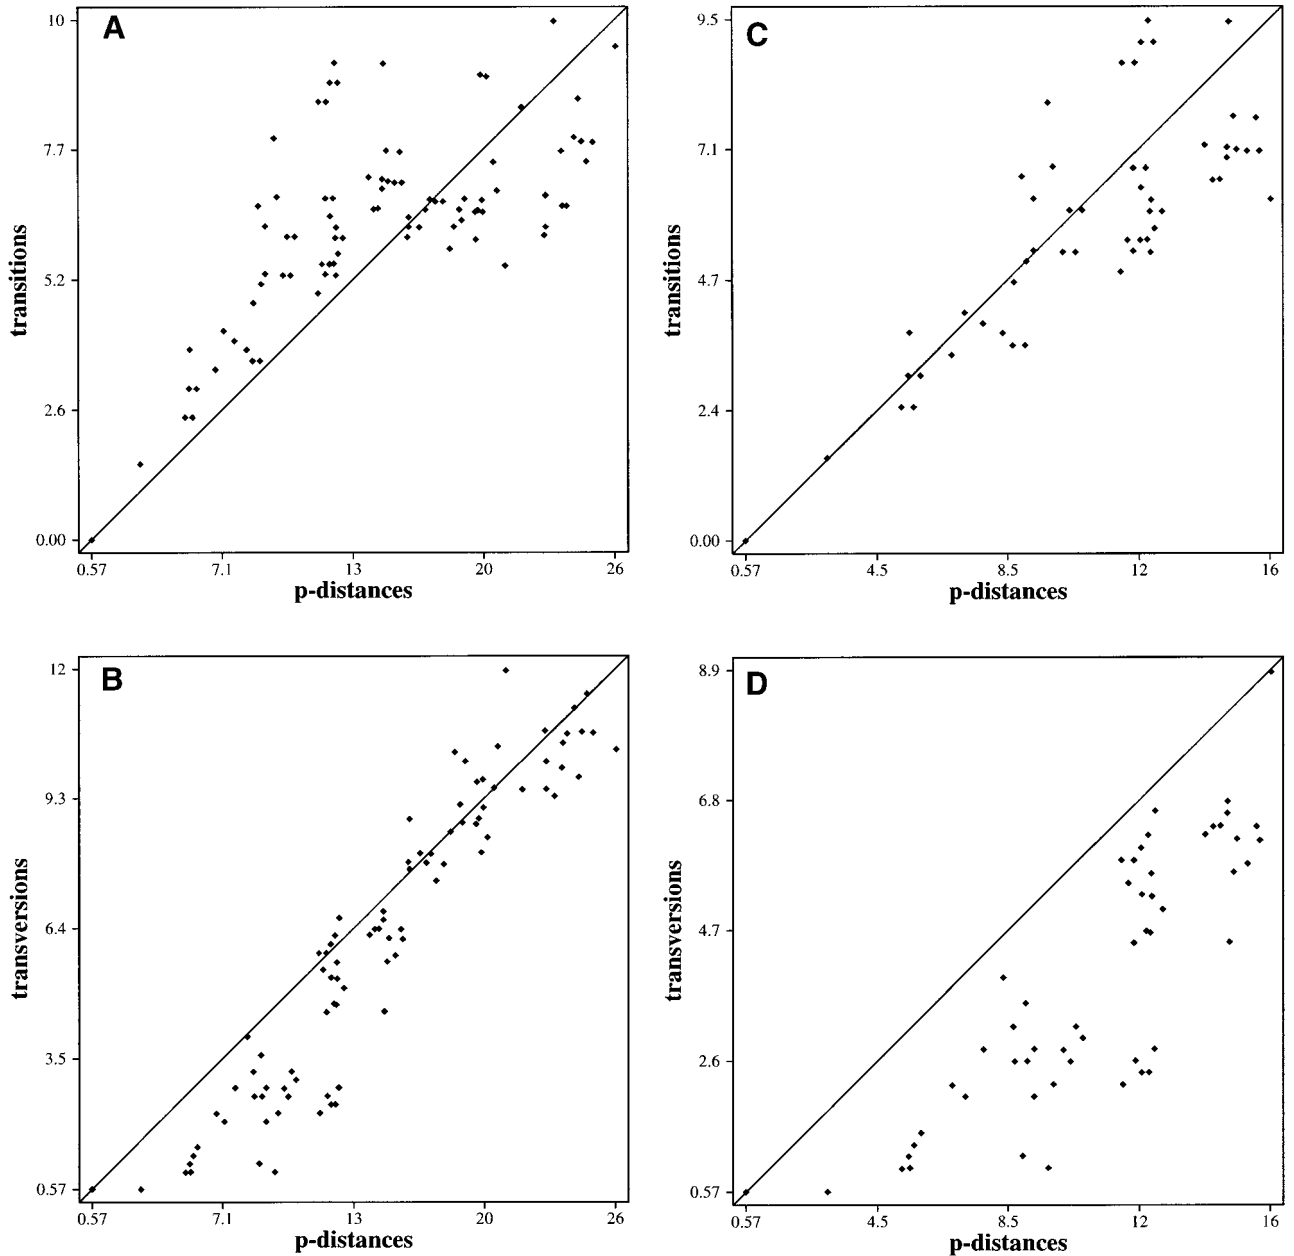 A
10
7.7
5.2
2.6
0.00
transitions
0.57 7.1 13 20 26
p-distances
C
9.5
7.1
4.7
2.4
0.00
transitions
0.57 4.5 8.5 12 16
p-distances
B
12
9.3
6.4
3.5
0.57
transversions
0.57 7.1 13 20 26
p-distances
D
8.9
6.8
4.7
2.6
0.57
transversions
0.57 4.5 8.5 12 16
p-distances